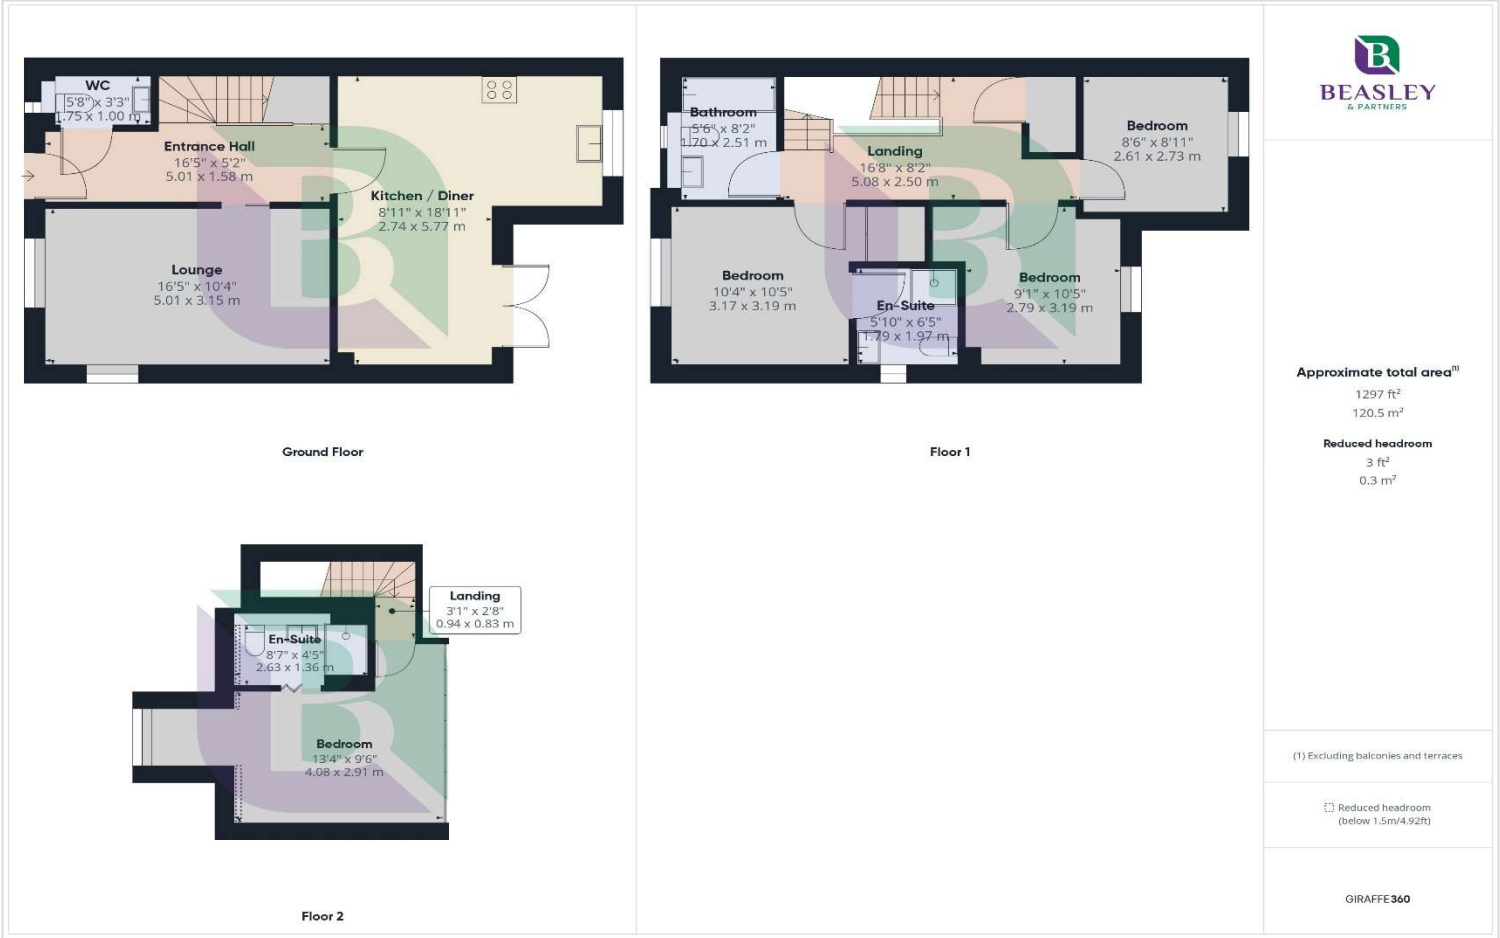 WC
5'8" x 3'3"
1.75 x 1.00 m
Entrance Hall
16'5" x 5'2"
5.01 x 1.58 m
Kitchen / Diner
8'11" x 18'11"
2.74 x 5.77 m
Lounge
16'5" x 10'4"
5.01 x 3.15 m
Ground Floor
Bathroom
5'6" x 8'2"
1.70 x 2.51 m
Landing
16'8" x 8'2"
5.08 x 2.50 m
Bedroom
8'6" x 8'11"
2.61 x 2.73 m
Bedroom
10'4" x 10'5"
3.17 x 3.19 m
En-Suite
5'10" x 6'5"
1.79 x 1.97 m
Bedroom
9'1" x 10'5"
2.79 x 3.19 m
Floor 1
Landing
3'1" x 2'8"
0.94 x 0.83 m
En-Suite
8'7" x 4'5"
2.63 x 1.36 m
Bedroom
13'4" x 9'6"
4.08 x 2.91 m
Floor 2
B
BEASLEY
& PARTNERS
Approximate total area(1)
1297 ft²
120.5 m²
Reduced headroom
3 ft²
0.3 m²
(1) Excluding balconies and terraces
Reduced headroom
(below 1.5m/4.92ft)
GIRAFFE360